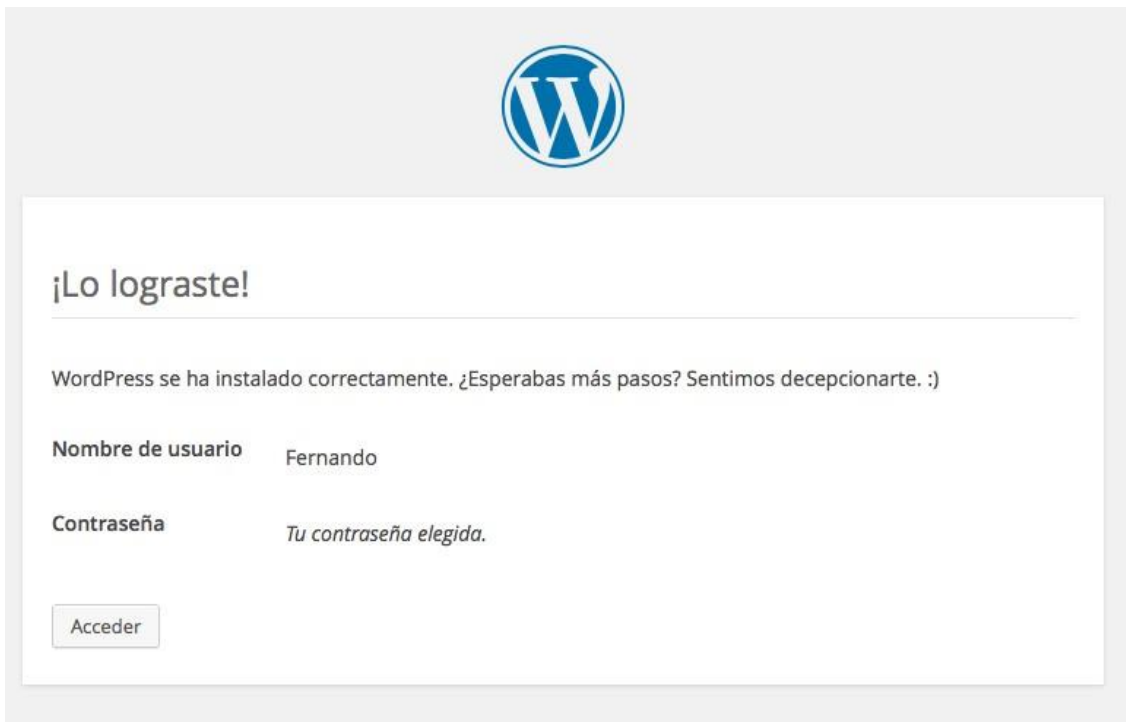 ¡Lo lograste!
WordPress se ha instalado correctamente. ¿Esperabas más pasos? Sentimos decepcionarte. :)
Nombre de usuario Fernando
Contraseña Tu contraseña elegida.
Acceder